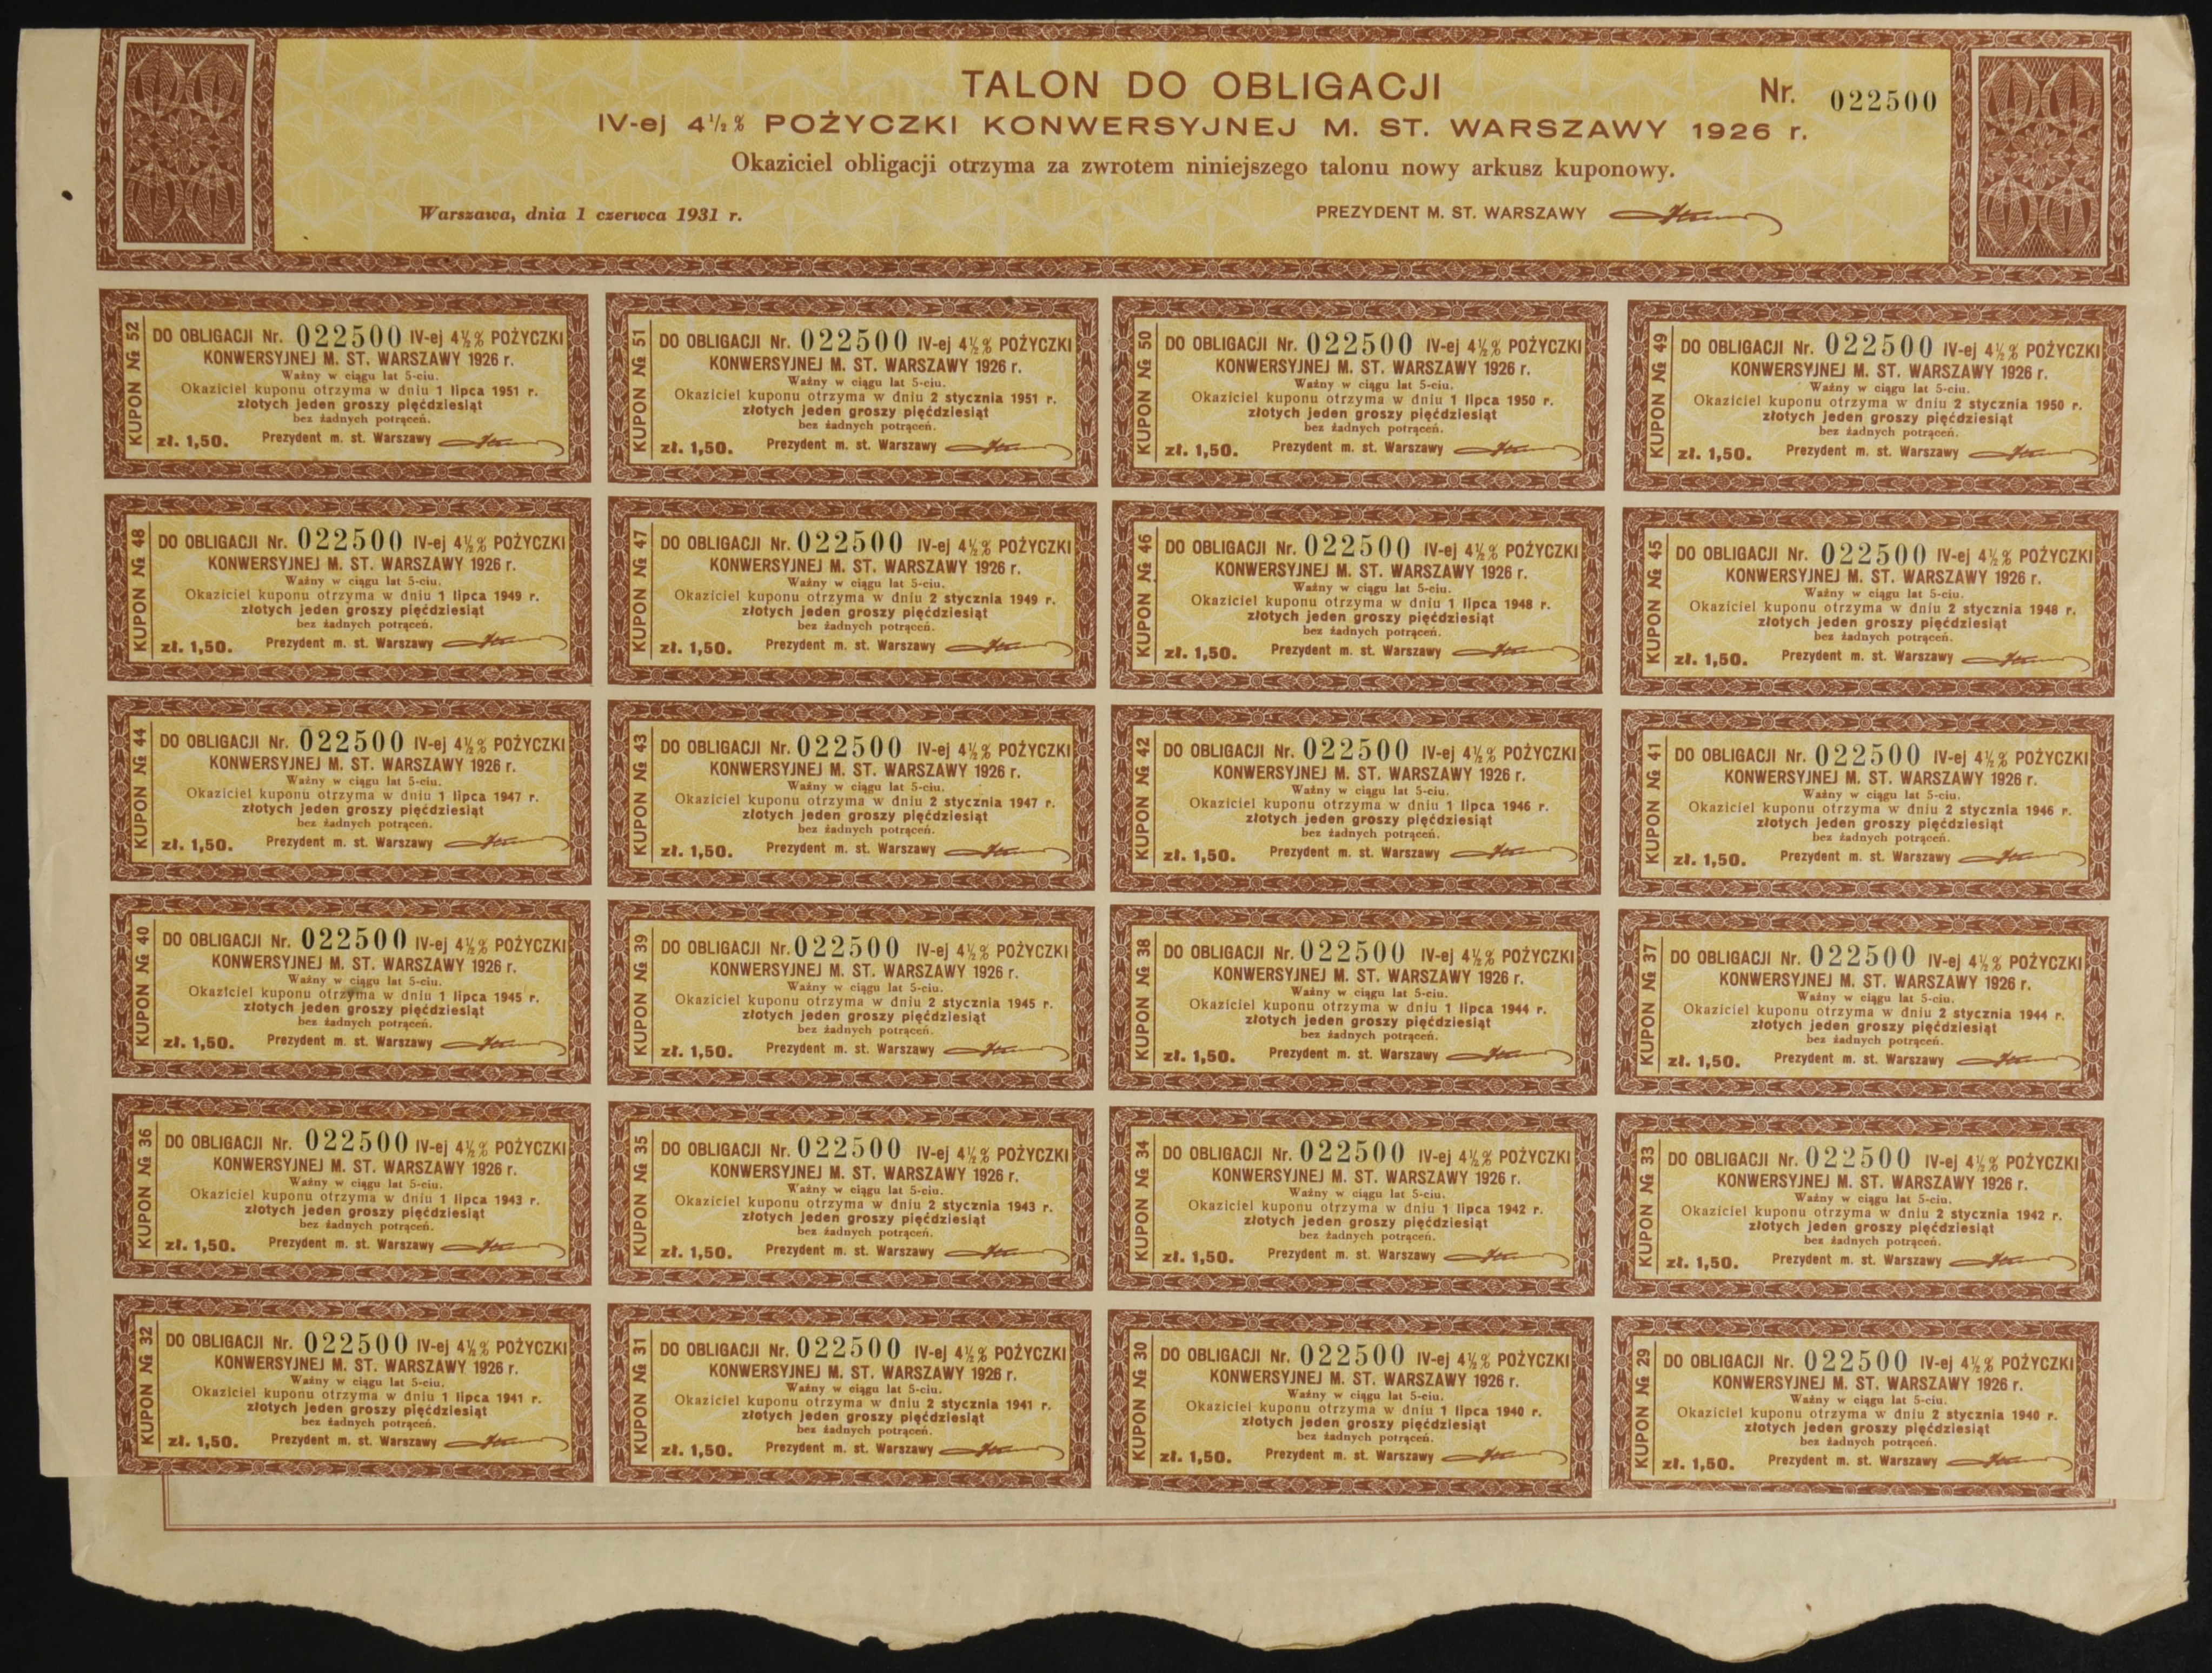 TALON DO OBLIGACJI
Nr. 022500
IV-ej 4½% POŻYCZKI KONWERSYJNEJ M. ST. WARSZAWY 1926 r.
Okaziciel obligacji otrzyma za zwrotem niniejszego talonu nowy arkusz kuponowy.
Warszawa, dnia 1 czerwca 1931 r.
PREZYDENT M. ST. WARSZAWY
KUPON № 52
DO OBLIGACJI Nr. 022500 IV-ej 4½% POŻYCZKI
KONWERSYJNEJ M. ST. WARSZAWY 1926 r.
Ważny w ciągu lat 5-ciu.
Okaziciel kuponu otrzyma w dniu 1 lipca 1951 r.
złotych jeden groszy pięćdziesiąt
bez żadnych potrąceń.
zł. 1,50. Prezydent m. st. Warszawy
KUPON № 51
DO OBLIGACJI Nr. 022500 IV-ej 4½% POŻYCZKI
KONWERSYJNEJ M. ST. WARSZAWY 1926 r.
Ważny w ciągu lat 5-ciu.
Okaziciel kuponu otrzyma w dniu 2 stycznia 1951 r.
złotych jeden groszy pięćdziesiąt
bez żadnych potrąceń.
zł. 1,50. Prezydent m. st. Warszawy
KUPON № 50
DO OBLIGACJI Nr. 022500 IV-ej 4½% POŻYCZKI
KONWERSYJNEJ M. ST. WARSZAWY 1926 r.
Ważny w ciągu lat 5-ciu.
Okaziciel kuponu otrzyma w dniu 1 lipca 1950 r.
złotych jeden groszy pięćdziesiąt
bez żadnych potrąceń.
zł. 1,50. Prezydent m. st. Warszawy
KUPON № 49
DO OBLIGACJI Nr. 022500 IV-ej 4½% POŻYCZKI
KONWERSYJNEJ M. ST. WARSZAWY 1926 r.
Ważny w ciągu lat 5-ciu.
Okaziciel kuponu otrzyma w dniu 2 stycznia 1950 r.
złotych jeden groszy pięćdziesiąt
bez żadnych potrąceń.
zł. 1,50. Prezydent m. st. Warszawy
KUPON № 48
DO OBLIGACJI Nr. 022500 IV-ej 4½% POŻYCZKI
KONWERSYJNEJ M. ST. WARSZAWY 1926 r.
Ważny w ciągu lat 5-ciu.
Okaziciel kuponu otrzyma w dniu 1 lipca 1949 r.
złotych jeden groszy pięćdziesiąt
bez żadnych potrąceń.
zł. 1,50. Prezydent m. st. Warszawy
KUPON № 47
DO OBLIGACJI Nr. 022500 IV-ej 4½% POŻYCZKI
KONWERSYJNEJ M. ST. WARSZAWY 1926 r.
Ważny w ciągu lat 5-ciu.
Okaziciel kuponu otrzyma w dniu 2 stycznia 1949 r.
złotych jeden groszy pięćdziesiąt
bez żadnych potrąceń.
zł. 1,50. Prezydent m. st. Warszawy
KUPON № 46
DO OBLIGACJI Nr. 022500 IV-ej 4½% POŻYCZKI
KONWERSYJNEJ M. ST. WARSZAWY 1926 r.
Ważny w ciągu lat 5-ciu.
Okaziciel kuponu otrzyma w dniu 1 lipca 1948 r.
złotych jeden groszy pięćdziesiąt
bez żadnych potrąceń.
zł. 1,50. Prezydent m. st. Warszawy
KUPON № 45
DO OBLIGACJI Nr. 022500 IV-ej 4½% POŻYCZKI
KONWERSYJNEJ M. ST. WARSZAWY 1926 r.
Ważny w ciągu lat 5-ciu.
Okaziciel kuponu otrzyma w dniu 2 stycznia 1948 r.
złotych jeden groszy pięćdziesiąt
bez żadnych potrąceń.
zł. 1,50. Prezydent m. st. Warszawy
KUPON № 44
DO OBLIGACJI Nr. 022500 IV-ej 4½% POŻYCZKI
KONWERSYJNEJ M. ST. WARSZAWY 1926 r.
Ważny w ciągu lat 5-ciu.
Okaziciel kuponu otrzyma w dniu 1 lipca 1947 r.
złotych jeden groszy pięćdziesiąt
bez żadnych potrąceń.
zł. 1,50. Prezydent m. st. Warszawy
KUPON № 43
DO OBLIGACJI Nr. 022500 IV-ej 4½% POŻYCZKI
KONWERSYJNEJ M. ST. WARSZAWY 1926 r.
Ważny w ciągu lat 5-ciu.
Okaziciel kuponu otrzyma w dniu 2 stycznia 1947 r.
złotych jeden groszy pięćdziesiąt
bez żadnych potrąceń.
zł. 1,50. Prezydent m. st. Warszawy
KUPON № 42
DO OBLIGACJI Nr. 022500 IV-ej 4½% POŻYCZKI
KONWERSYJNEJ M. ST. WARSZAWY 1926 r.
Ważny w ciągu lat 5-ciu.
Okaziciel kuponu otrzyma w dniu 1 lipca 1946 r.
złotych jeden groszy pięćdziesiąt
bez żadnych potrąceń.
zł. 1,50. Prezydent m. st. Warszawy
KUPON № 41
DO OBLIGACJI Nr. 022500 IV-ej 4½% POŻYCZKI
KONWERSYJNEJ M. ST. WARSZAWY 1926 r.
Ważny w ciągu lat 5-ciu.
Okaziciel kuponu otrzyma w dniu 2 stycznia 1946 r.
złotych jeden groszy pięćdziesiąt
bez żadnych potrąceń.
zł. 1,50. Prezydent m. st. Warszawy
KUPON № 40
DO OBLIGACJI Nr. 022500 IV-ej 4½% POŻYCZKI
KONWERSYJNEJ M. ST. WARSZAWY 1926 r.
Ważny w ciągu lat 5-ciu.
Okaziciel kuponu otrzyma w dniu 1 lipca 1945 r.
złotych jeden groszy pięćdziesiąt
bez żadnych potrąceń.
zł. 1,50. Prezydent m. st. Warszawy
KUPON № 39
DO OBLIGACJI Nr. 022500 IV-ej 4½% POŻYCZKI
KONWERSYJNEJ M. ST. WARSZAWY 1926 r.
Ważny w ciągu lat 5-ciu.
Okaziciel kuponu otrzyma w dniu 2 stycznia 1945 r.
złotych jeden groszy pięćdziesiąt
bez żadnych potrąceń.
zł. 1,50. Prezydent m. st. Warszawy
KUPON № 38
DO OBLIGACJI Nr. 022500 IV-ej 4½% POŻYCZKI
KONWERSYJNEJ M. ST. WARSZAWY 1926 r.
Ważny w ciągu lat 5-ciu.
Okaziciel kuponu otrzyma w dniu 1 lipca 1944 r.
złotych jeden groszy pięćdziesiąt
bez żadnych potrąceń.
zł. 1,50. Prezydent m. st. Warszawy
KUPON № 37
DO OBLIGACJI Nr. 022500 IV-ej 4½% POŻYCZKI
KONWERSYJNEJ M. ST. WARSZAWY 1926 r.
Ważny w ciągu lat 5-ciu.
Okaziciel kuponu otrzyma w dniu 2 stycznia 1944 r.
złotych jeden groszy pięćdziesiąt
bez żadnych potrąceń.
zł. 1,50. Prezydent m. st. Warszawy
KUPON № 36
DO OBLIGACJI Nr. 022500 IV-ej 4½% POŻYCZKI
KONWERSYJNEJ M. ST. WARSZAWY 1926 r.
Ważny w ciągu lat 5-ciu.
Okaziciel kuponu otrzyma w dniu 1 lipca 1943 r.
złotych jeden groszy pięćdziesiąt
bez żadnych potrąceń.
zł. 1,50. Prezydent m. st. Warszawy
KUPON № 35
DO OBLIGACJI Nr. 022500 IV-ej 4½% POŻYCZKI
KONWERSYJNEJ M. ST. WARSZAWY 1926 r.
Ważny w ciągu lat 5-ciu.
Okaziciel kuponu otrzyma w dniu 2 stycznia 1943 r.
złotych jeden groszy pięćdziesiąt
bez żadnych potrąceń.
zł. 1,50. Prezydent m. st. Warszawy
KUPON № 34
DO OBLIGACJI Nr. 022500 IV-ej 4½% POŻYCZKI
KONWERSYJNEJ M. ST. WARSZAWY 1926 r.
Ważny w ciągu lat 5-ciu.
Okaziciel kuponu otrzyma w dniu 1 lipca 1942 r.
złotych jeden groszy pięćdziesiąt
bez żadnych potrąceń.
zł. 1,50. Prezydent m. st. Warszawy
KUPON № 33
DO OBLIGACJI Nr. 022500 IV-ej 4½% POŻYCZKI
KONWERSYJNEJ M. ST. WARSZAWY 1926 r.
Ważny w ciągu lat 5-ciu.
Okaziciel kuponu otrzyma w dniu 2 stycznia 1942 r.
złotych jeden groszy pięćdziesiąt
bez żadnych potrąceń.
zł. 1,50. Prezydent m. st. Warszawy
KUPON № 32
DO OBLIGACJI Nr. 022500 IV-ej 4½% POŻYCZKI
KONWERSYJNEJ M. ST. WARSZAWY 1926 r.
Ważny w ciągu lat 5-ciu.
Okaziciel kuponu otrzyma w dniu 1 lipca 1941 r.
złotych jeden groszy pięćdziesiąt
bez żadnych potrąceń.
zł. 1,50. Prezydent m. st. Warszawy
KUPON № 31
DO OBLIGACJI Nr. 022500 IV-ej 4½% POŻYCZKI
KONWERSYJNEJ M. ST. WARSZAWY 1926 r.
Ważny w ciągu lat 5-ciu.
Okaziciel kuponu otrzyma w dniu 2 stycznia 1941 r.
złotych jeden groszy pięćdziesiąt
bez żadnych potrąceń.
zł. 1,50. Prezydent m. st. Warszawy
KUPON № 30
DO OBLIGACJI Nr. 022500 IV-ej 4½% POŻYCZKI
KONWERSYJNEJ M. ST. WARSZAWY 1926 r.
Ważny w ciągu lat 5-ciu.
Okaziciel kuponu otrzyma w dniu 1 lipca 1940 r.
złotych jeden groszy pięćdziesiąt
bez żadnych potrąceń.
zł. 1,50. Prezydent m. st. Warszawy
KUPON № 29
DO OBLIGACJI Nr. 022500 IV-ej 4½% POŻYCZKI
KONWERSYJNEJ M. ST. WARSZAWY 1926 r.
Ważny w ciągu lat 5-ciu.
Okaziciel kuponu otrzyma w dniu 2 stycznia 1940 r.
złotych jeden groszy pięćdziesiąt
bez żadnych potrąceń.
zł. 1,50. Prezydent m. st. Warszawy